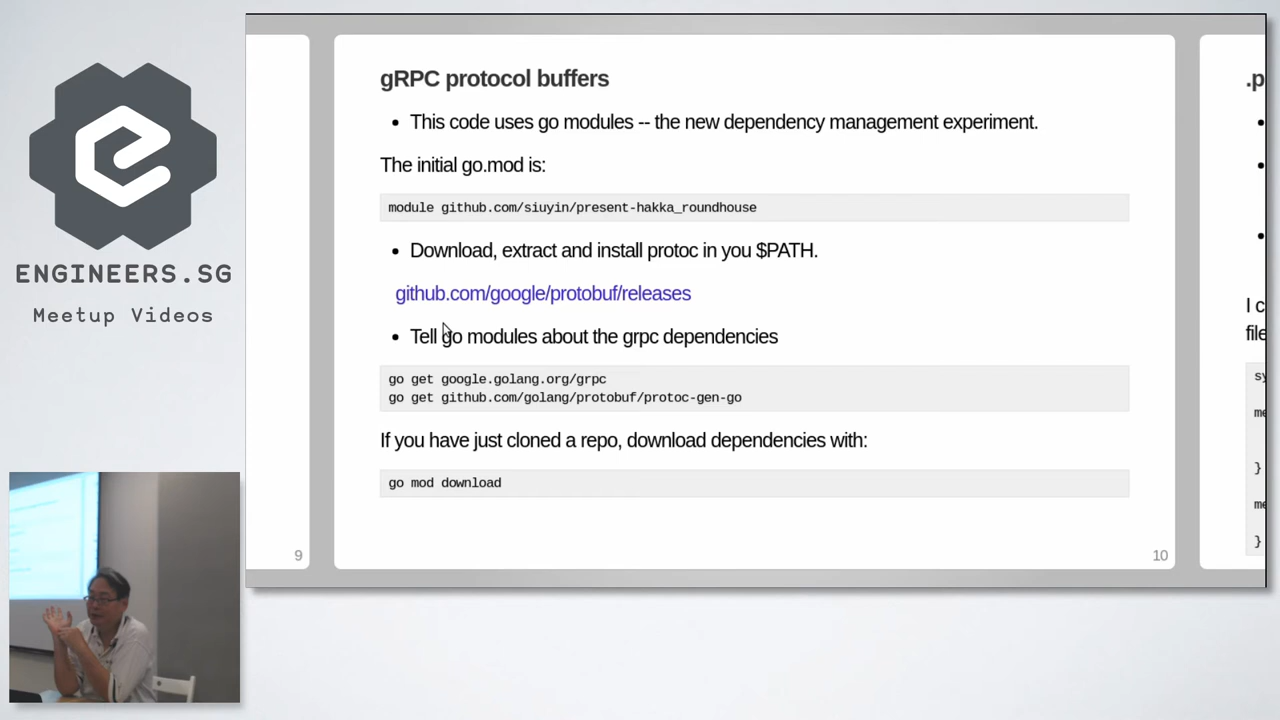 ENGINEERS.SG
Meetup Videos
gRPC protocol buffers
• This code uses go modules -- the new dependency management experiment.
The initial go.mod is:
module github.com/siuyin/present-hakka_roundhouse
• Download, extract and install protoc in you $PATH.
github.com/google/protobuf/releases
• Tell go modules about the grpc dependencies
go get google.golang.org/grpc
go get github.com/golang/protobuf/protoc-gen-go
If you have just cloned a repo, download dependencies with:
go mod download
9
10
.p
I c
file
sy
me
}
me
}